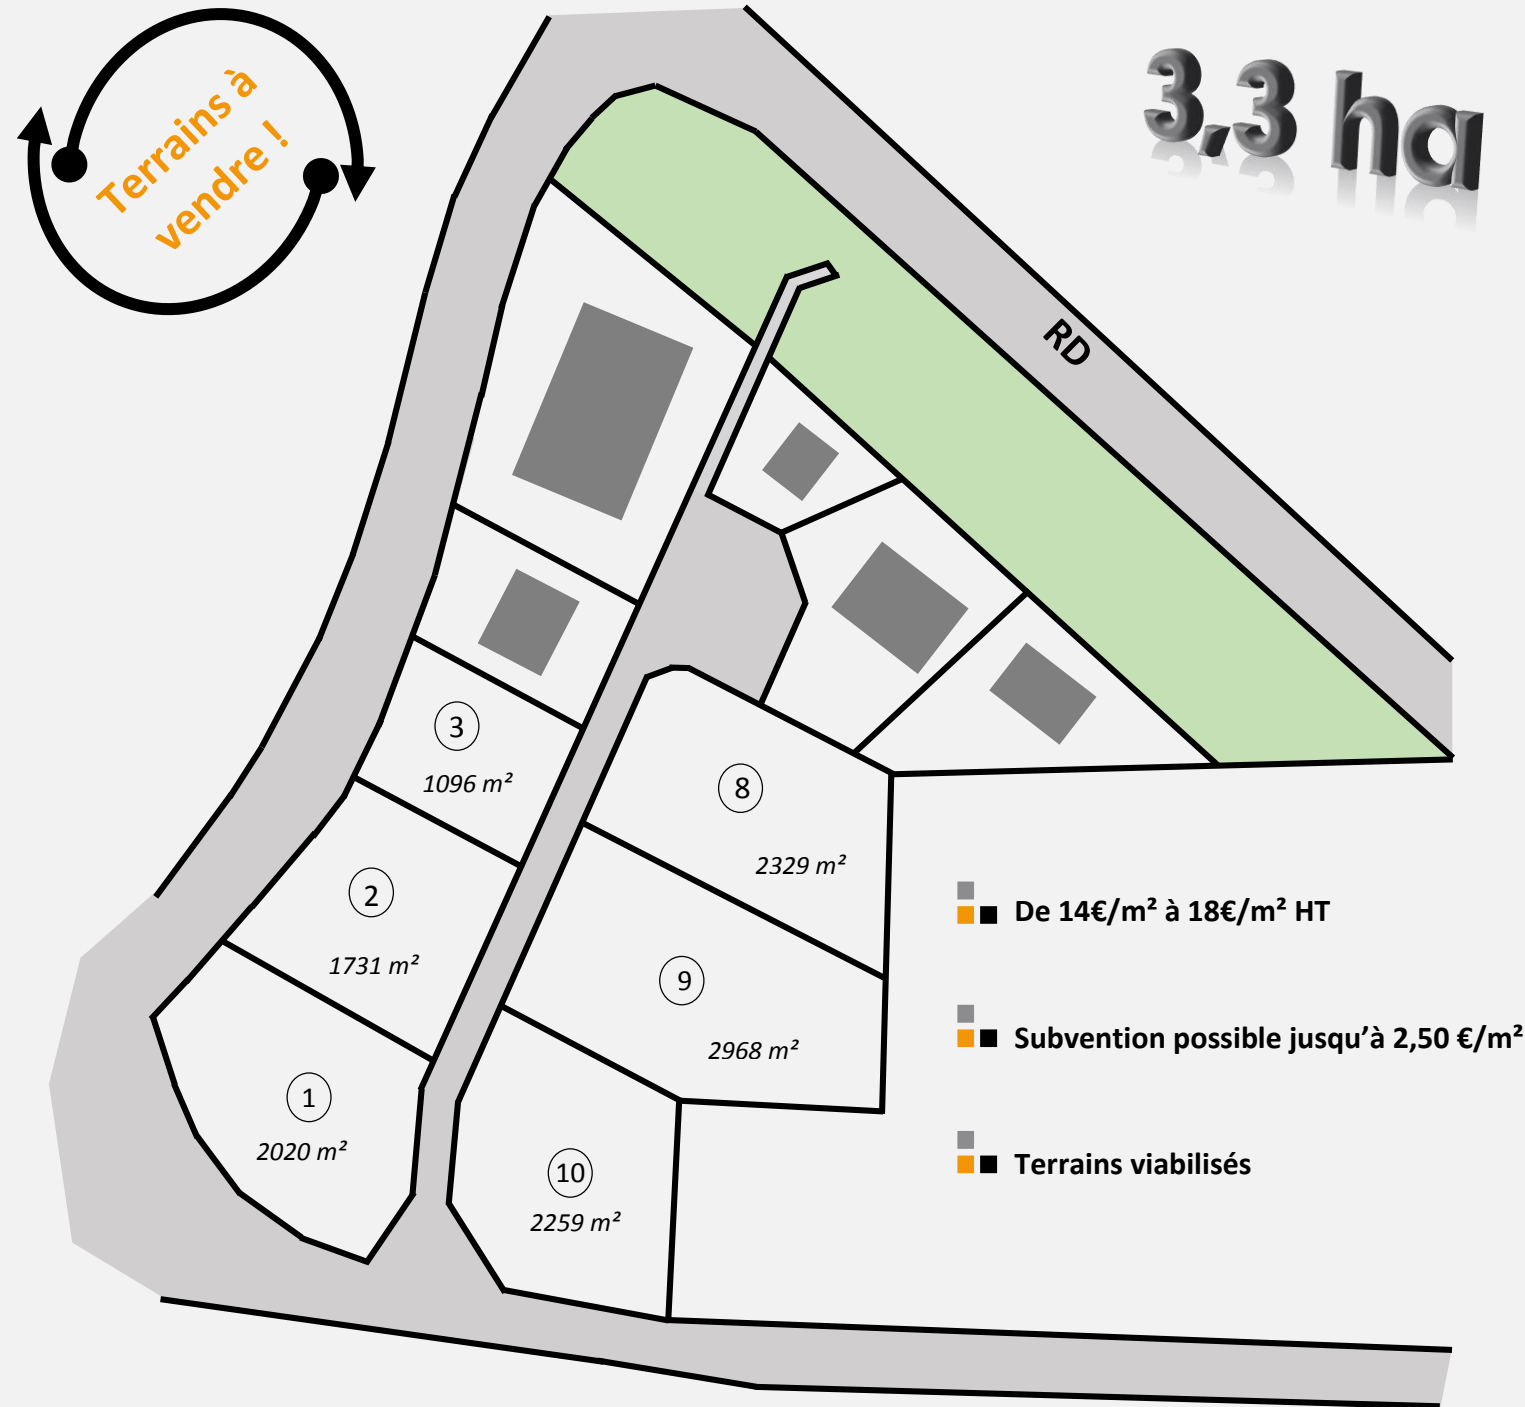 Terrains à
vendre !
3,3 ha
RD
3
1096 m²
8
2329 m²
2
1731 m²
9
2968 m²
1
2020 m²
10
2259 m²
De 14€/m² à 18€/m² HT
Subvention possible jusqu’à 2,50 €/m²
Terrains viabilisés